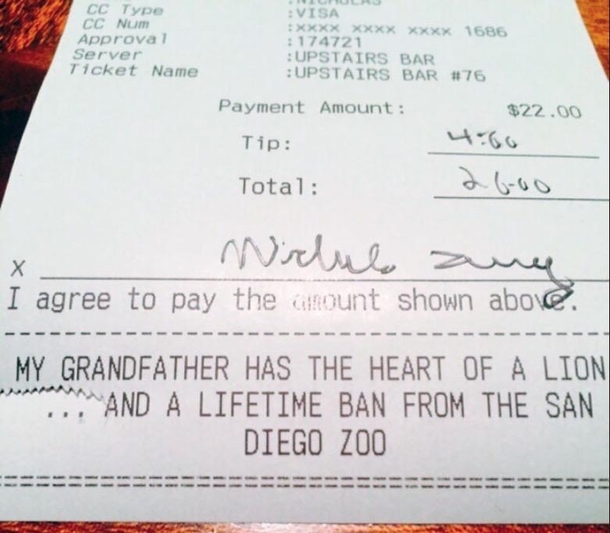 :NICHOLAS
CC Type :VISA
CC Num :XXXX XXXX XXXX 1686
Approval :174721
Server :UPSTAIRS BAR
Ticket Name :UPSTAIRS BAR #76
Payment Amount: $22.00
Tip: 4.00
Total: 26.00
X
I agree to pay the amount shown above.
MY GRANDFATHER HAS THE HEART OF A LION
... AND A LIFETIME BAN FROM THE SAN
DIEGO ZOO